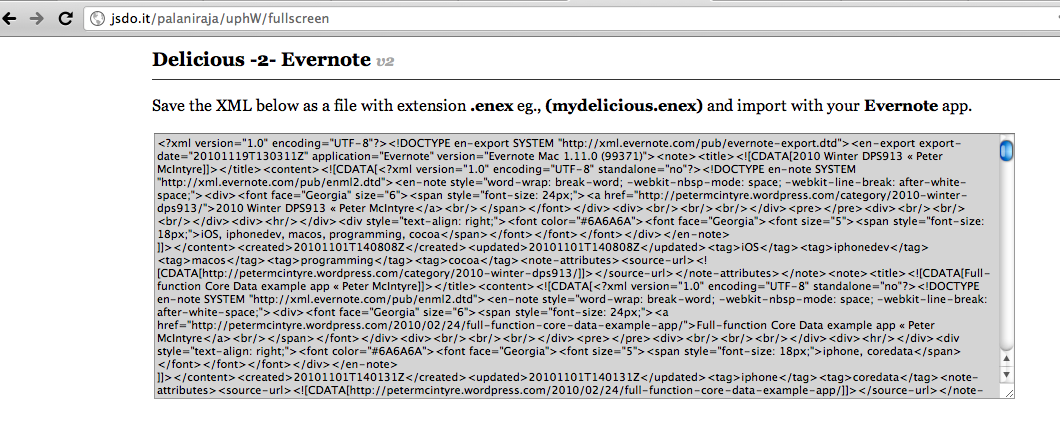 jsdo.it/palaniraja/uphW/fullscreen
Delicious -2- Evernote v2
Save the XML below as a file with extension .enex eg., (mydelicious.enex) and import with your Evernote app.
<?xml version="1.0" encoding="UTF-8"?><!DOCTYPE en-export SYSTEM "http://xml.evernote.com/pub/evernote-export.dtd"><en-export export-
date="20101119T130311Z" application="Evernote" version="Evernote Mac 1.11.0 (99371)"><note><title><![CDATA[2010 Winter DPS913 « Peter
McIntyre]]></title><content><![CDATA[<?xml version="1.0" encoding="UTF-8" standalone="no"?><!DOCTYPE en-note SYSTEM
"http://xml.evernote.com/pub/enml2.dtd"><en-note style="word-wrap: break-word; -webkit-nbsp-mode: space; -webkit-line-break: after-white-
space;"><div><font face="Georgia" size="6"><span style="font-size: 24px;"><a href="http://petermcintyre.wordpress.com/category/2010-winter-
dps913/">2010 Winter DPS913 « Peter McIntyre</a><br/></span></font></div><div><br/><br/><br/></div><pre></pre><div><br/><br/>
<br/></div><div><hr/></div><div style="text-align: right;"><font color="#6A6A6A"><font face="Georgia"><font size="5"><span style="font-size:
18px;">iOS, iphonedev, macos, programming, cocoa</span></font></font></font></div></en-note>
]]></content><created>20101101T140808Z</created><updated>20101101T140808Z</updated><tag>iOS</tag><tag>iphonedev</tag>
<tag>macos</tag><tag>programming</tag><tag>cocoa</tag><note-attributes><source-url><!
[CDATA[http://petermcintyre.wordpress.com/category/2010-winter-dps913/]]></source-url></note-attributes></note><note><title><![CDATA[Full-
function Core Data example app « Peter McIntyre]]></title><content><![CDATA[<?xml version="1.0" encoding="UTF-8" standalone="no"?><!DOCTYPE
en-note SYSTEM "http://xml.evernote.com/pub/enml2.dtd"><en-note style="word-wrap: break-word; -webkit-nbsp-mode: space; -webkit-line-break:
after-white-space;"><div><font face="Georgia" size="6"><span style="font-size: 24px;"><a
href="http://petermcintyre.wordpress.com/2010/02/24/full-function-core-data-example-app/">Full-function Core Data example app « Peter
McIntyre</a><br/></span></font></div><div><br/><br/><br/></div><pre></pre><div><br/><br/><br/></div><div><hr/></div><div
style="text-align: right;"><font color="#6A6A6A"><font face="Georgia"><font size="5"><span style="font-size: 18px;">iphone, coredata</span>
</font></font></font></div></en-note>
]]></content><created>20101101T140131Z</created><updated>20101101T140131Z</updated><tag>iphone</tag><tag>coredata</tag><note-
attributes><source-url><![CDATA[http://petermcintyre.wordpress.com/2010/02/24/full-function-core-data-example-app/]]></source-url></note-